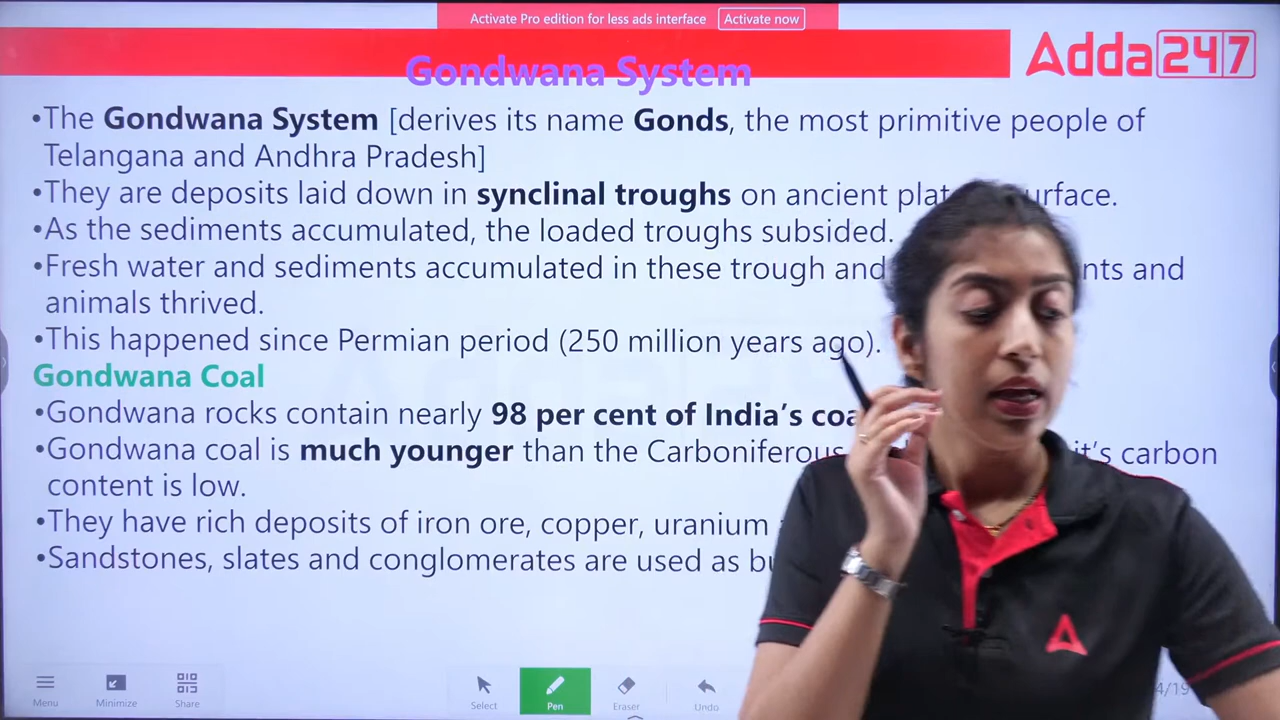 Activate Pro edition for less ads interface Activate now
Adda247
Gondwana System
•The Gondwana System [derives its name Gonds, the most primitive people of
Telangana and Andhra Pradesh]
•They are deposits laid down in synclinal troughs on ancient surface.
•As the sediments accumulated, the loaded troughs subsided.
•Fresh water and sediments accumulated in these trough and and
animals thrived.
•This happened since Permian period (250 million years ago).
Gondwana Coal
•Gondwana rocks contain nearly 98 per cent of India's
•Gondwana coal is much younger than the Carboniferous it's carbon
content is low.
•They have rich deposits of iron ore, copper, uranium
•Sandstones, slates and conglomerates are used as
Menu Minimize Share Select Pen Eraser Undo